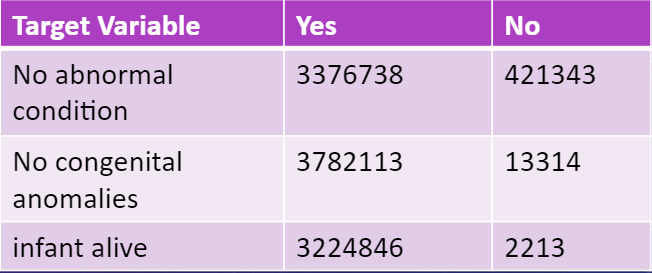 Target Variable Yes No
No abnormal 3376738 421343
condition
No congenital 3782113 13314
anomalies
infant alive 3224846 2213